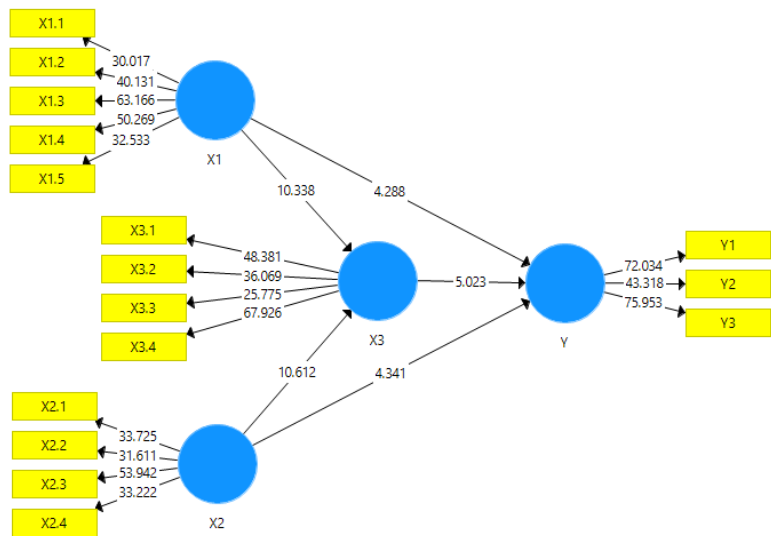 X1.1
X1.2
X1.3
X1.4
X1.5
30.017
40.131
63.166
50.269
32.533
X1
10.338
4.288
X3.1
X3.2
X3.3
X3.4
48.381
36.069
25.775
67.926
X3
5.023
Y
72.034
43.318
75.953
Y1
Y2
Y3
10.612
4.341
X2.1
X2.2
X2.3
X2.4
33.725
31.611
53.942
33.222
X2